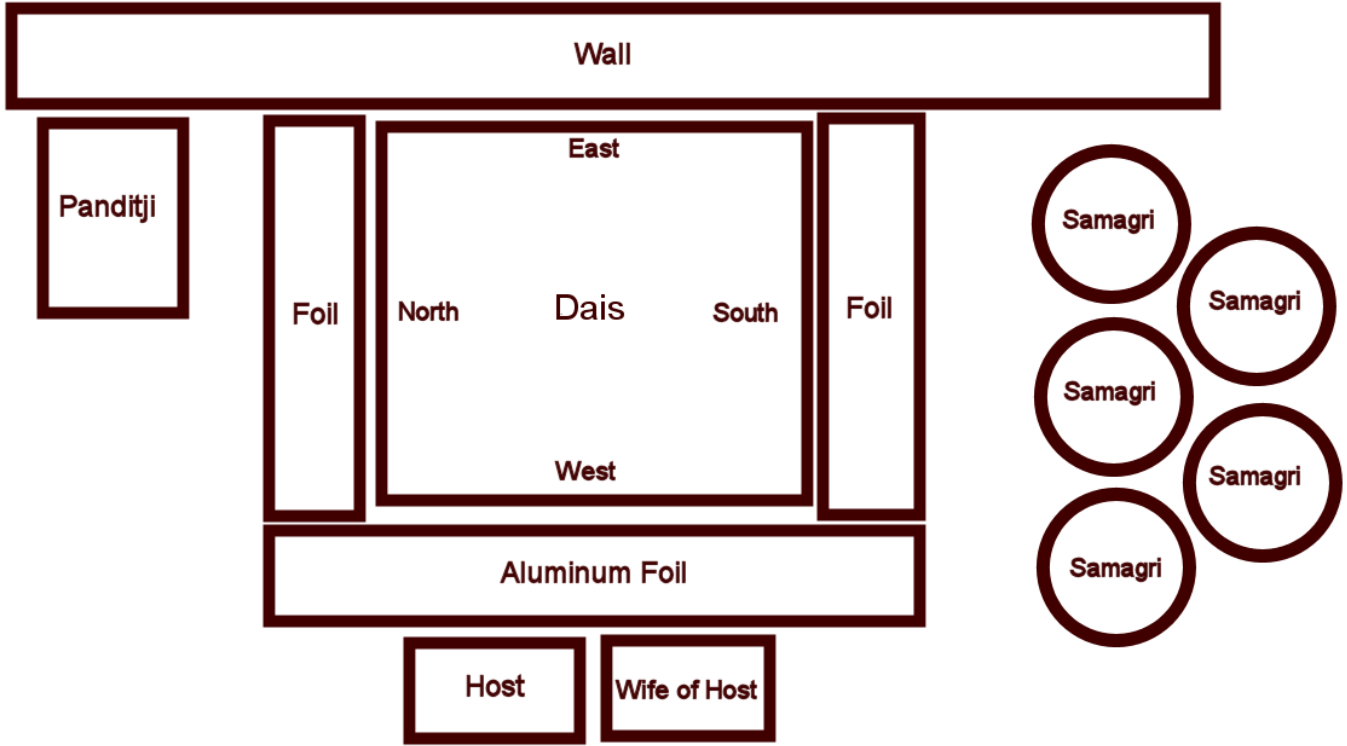 Wall
East
Panditji
Samagri
Foil
North
Dais
South
Foil
Samagri
Samagri
West
Samagri
Aluminum Foil
Samagri
Host
Wife of Host